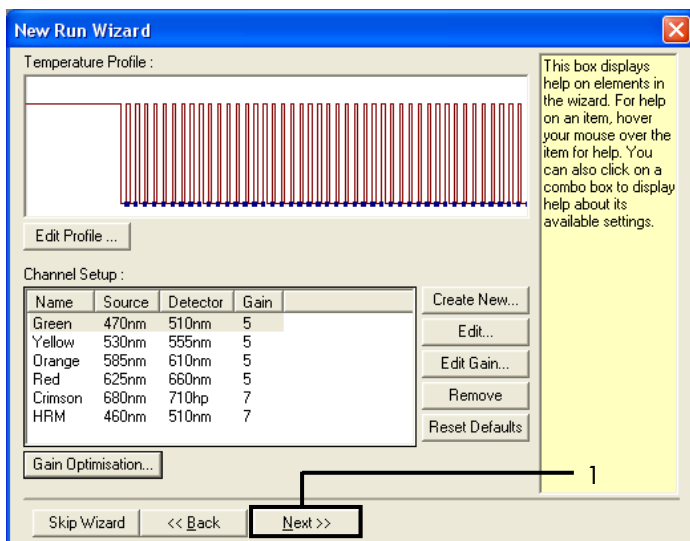 New Run Wizard
Temperature Profile :
This box displays
help on elements in
the wizard. For help
on an item, hover
your mouse over the
item for help. You
can also click on a
combo box to display
help about its
available settings.
Edit Profile ...
Channel Setup :
Name Source Detector Gain
Green 470nm 510nm 5
Yellow 530nm 555nm 5
Orange 585nm 610nm 5
Red 625nm 660nm 5
Crimson 680nm 710hp 7
HRM 460nm 510nm 7
Create New...
Edit...
Edit Gain...
Remove
Reset Defaults
Gain Optimisation...
1
Skip Wizard
<< Back
Next >>